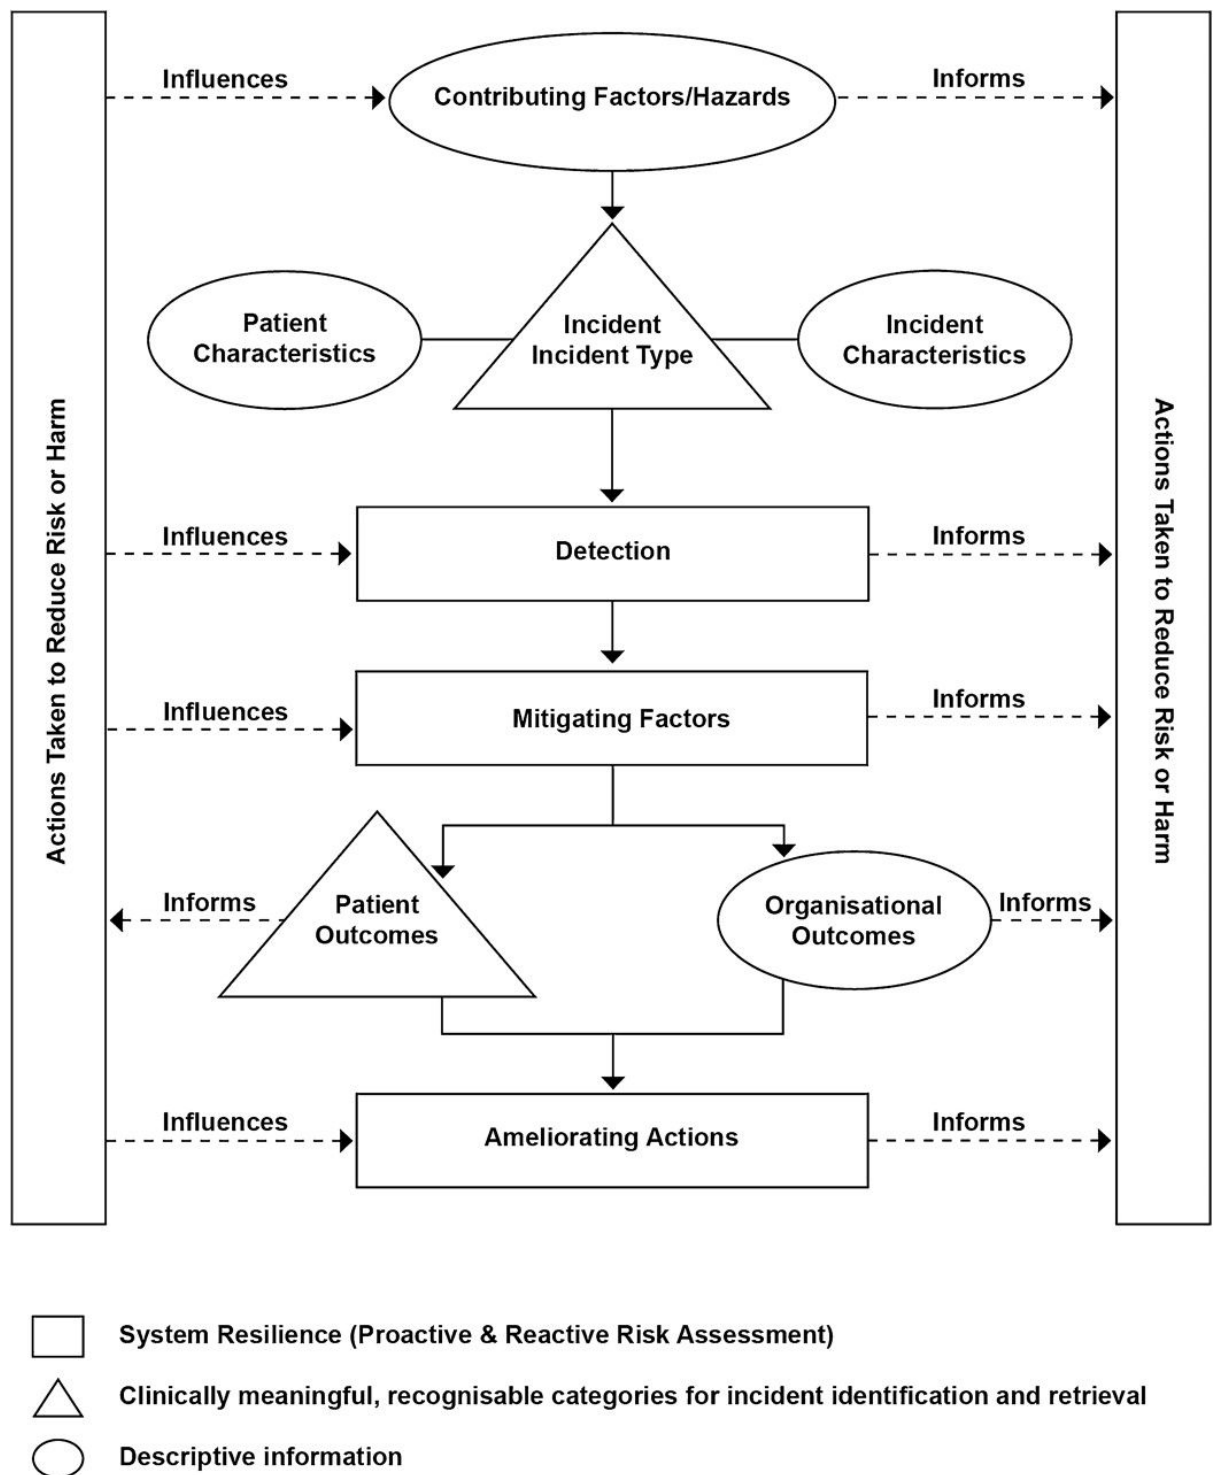 Influences
Contributing Factors/Hazards
Informs
Patient
Characteristics
Incident
Incident Type
Incident
Characteristics
Actions Taken to Reduce Risk or Harm
Actions Taken to Reduce Risk or Harm
Influences
Detection
Informs
Influences
Mitigating Factors
Informs
Informs
Patient
Outcomes
Organisational
Outcomes
Informs
Influences
Ameliorating Actions
Informs
System Resilience (Proactive & Reactive Risk Assessment)
Clinically meaningful, recognisable categories for incident identification and retrieval
Descriptive information